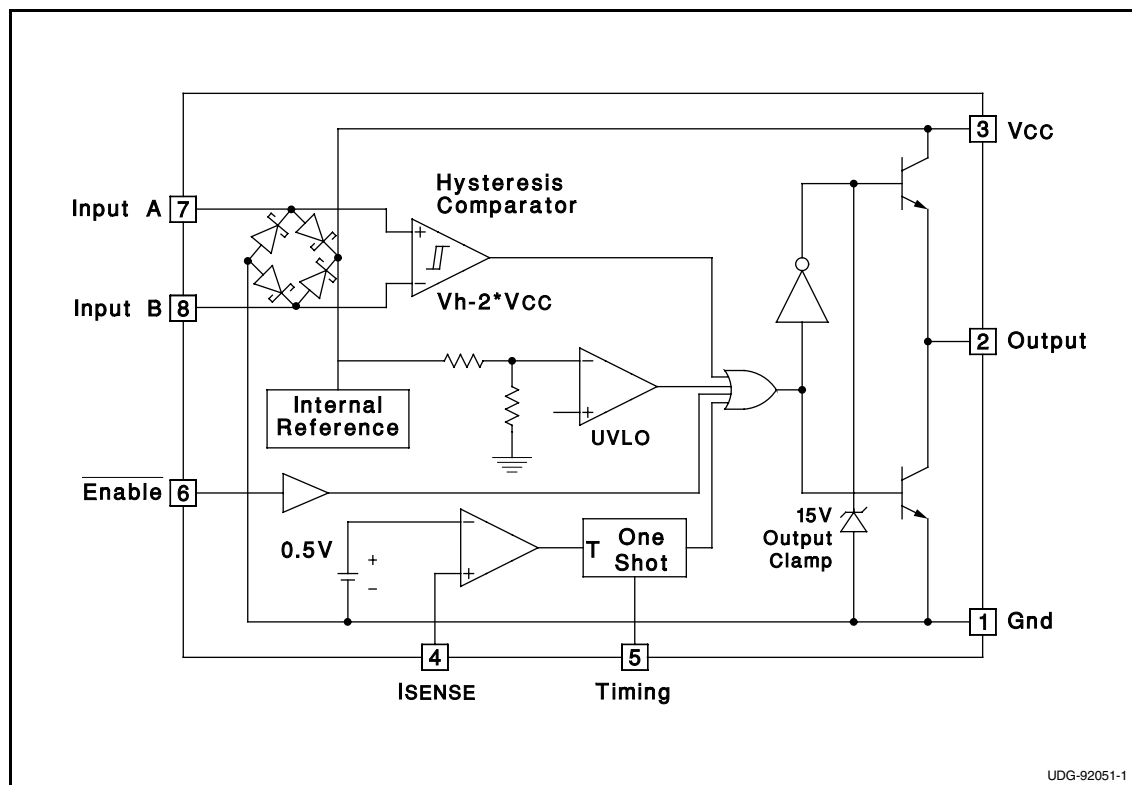 3 VCC
Hysteresis
Comparator
Input A 7
+
−
Input B 8
Vh-2*VCC
2 Output
−
Internal
Reference
+
UVLO
Enable 6
15V
Output
Clamp
−
0.5V
+
−
T One
Shot
+
1 Gnd
4
5
ISENSE
Timing
UDG-92051-1